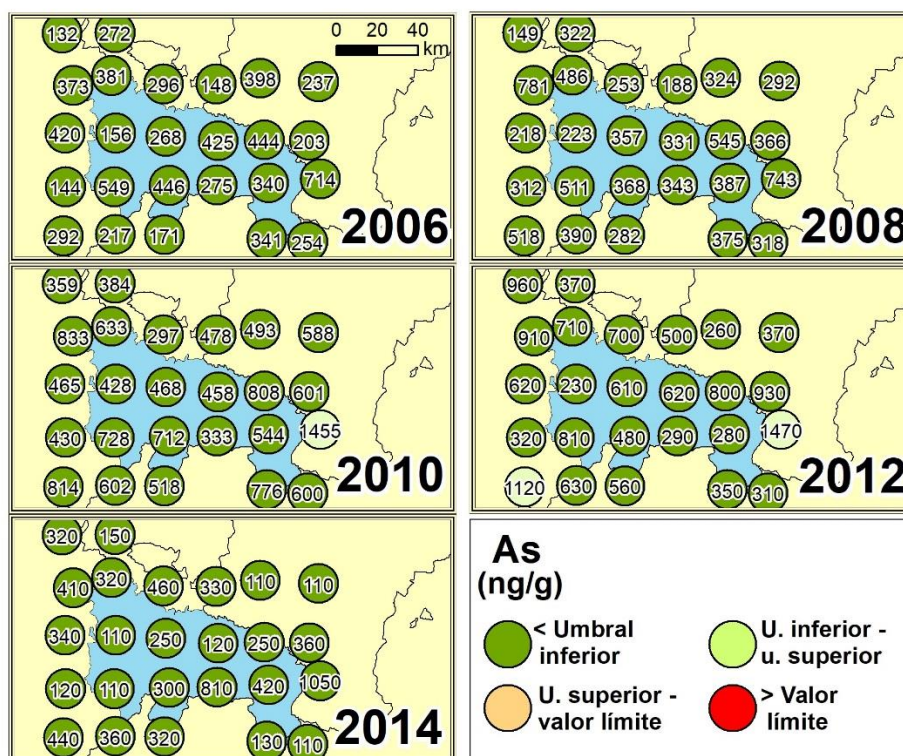 132 272
0 20 40
km
373 381 296 148 398 237
420 156 268 425 444 203
144 549 446 275 340 714
292 217 171 341 254
2006
149 322
781 486 253 188 324 292
218 223 357 331 545 366
312 511 368 343 387 743
518 390 282 375 318
2008
359 384
833 633 297 478 493 588
465 428 468 458 808 601
430 728 712 333 544 1455
814 602 518 776 600
2010
960 370
910 710 700 500 260 370
620 230 610 620 800 930
320 810 480 290 280 1470
1120 630 560 350 310
2012
320 150
410 320 460 330 110 110
340 110 250 120 250 360
120 110 300 810 420 1050
440 360 320 130 110
2014
As
(ng/g)
< Umbral
inferior
U. inferior -
u. superior
U. superior -
valor límite
> Valor
límite